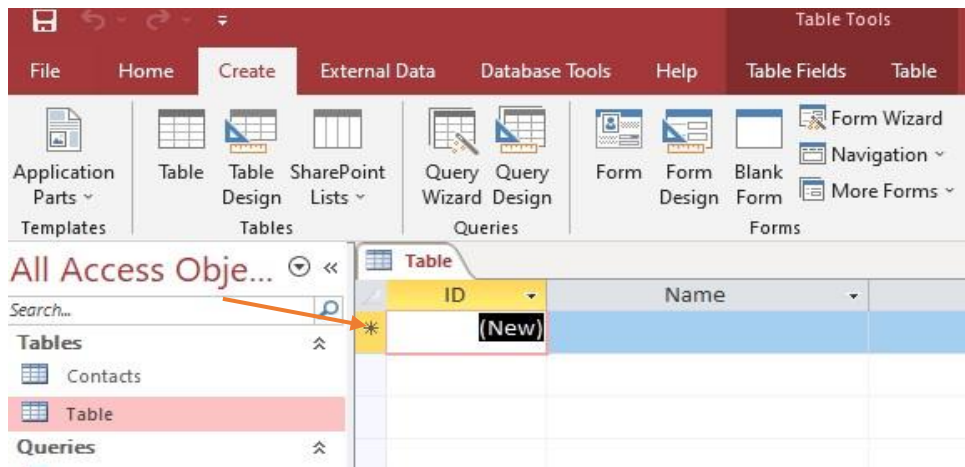 Table Tools
File Home Create External Data Database Tools Help Table Fields Table
Application Parts
Table
Table Design
SharePoint Lists
Query Wizard
Query Design
Form
Form Design
Blank Form
Form Wizard
Navigation
More Forms
Templates Tables Queries Forms
All Access Obje...
Search...
Tables
Contacts
Table
Queries
Table
ID Name
(New)